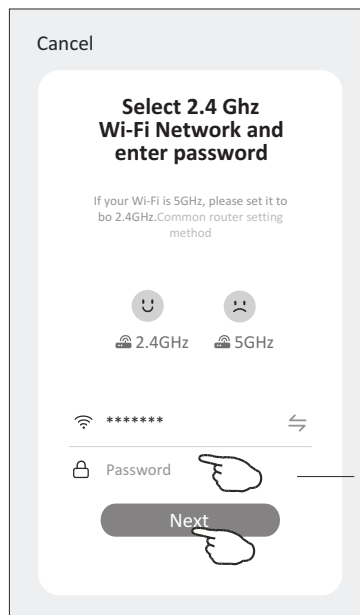 Cancel
Select 2.4 Ghz
Wi-Fi Network and
enter password
If your Wi-Fi is 5GHz, please set it to
bo 2.4GHz.Common router setting
method
2.4GHz 5GHz
*******
Password
Next